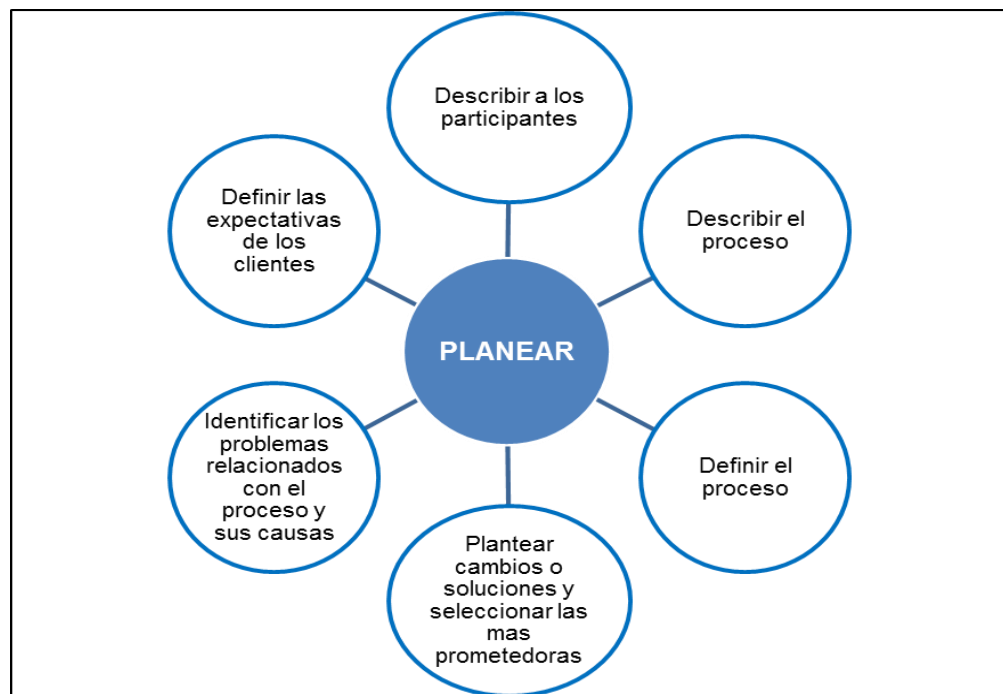 Describir a los
participantes
Describir el
proceso
Definir el
proceso
Plantear
cambios o
soluciones y
seleccionar las
mas
prometedoras
Identificar los
problemas
relacionados
con el
proceso y
sus causas
Definir las
expectativas
de los
clientes
PLANEAR